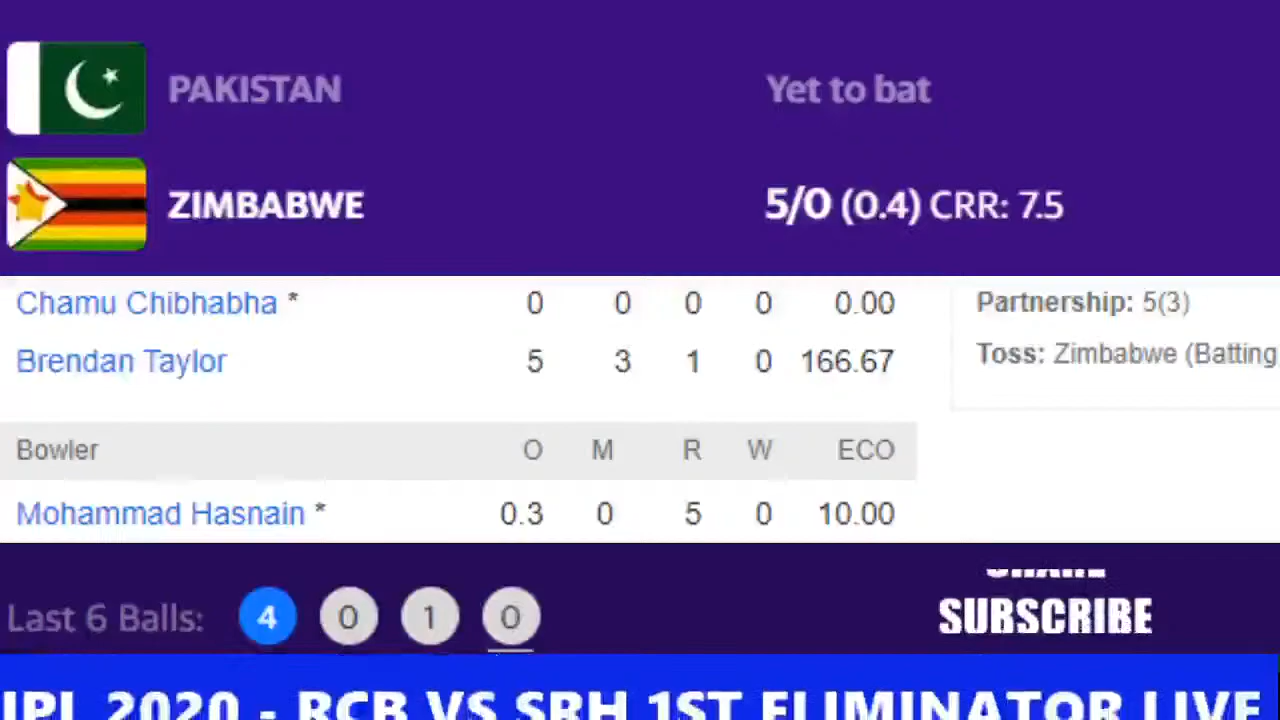 PAKISTAN Yet to bat
ZIMBABWE 5/0 (0.4) CRR: 7.5
Chamu Chibhabha * 0 0 0 0 0.00 Partnership: 5(3)
Brendan Taylor 5 3 1 0 166.67 Toss: Zimbabwe (Batting
Bowler O M R W ECO
Mohammad Hasnain * 0.3 0 5 0 10.00
Last 6 Balls: 4 0 1 0
SUBSCRIBE
IPL 2020 - RCB VS SRH 1ST ELIMINATOR LIVE